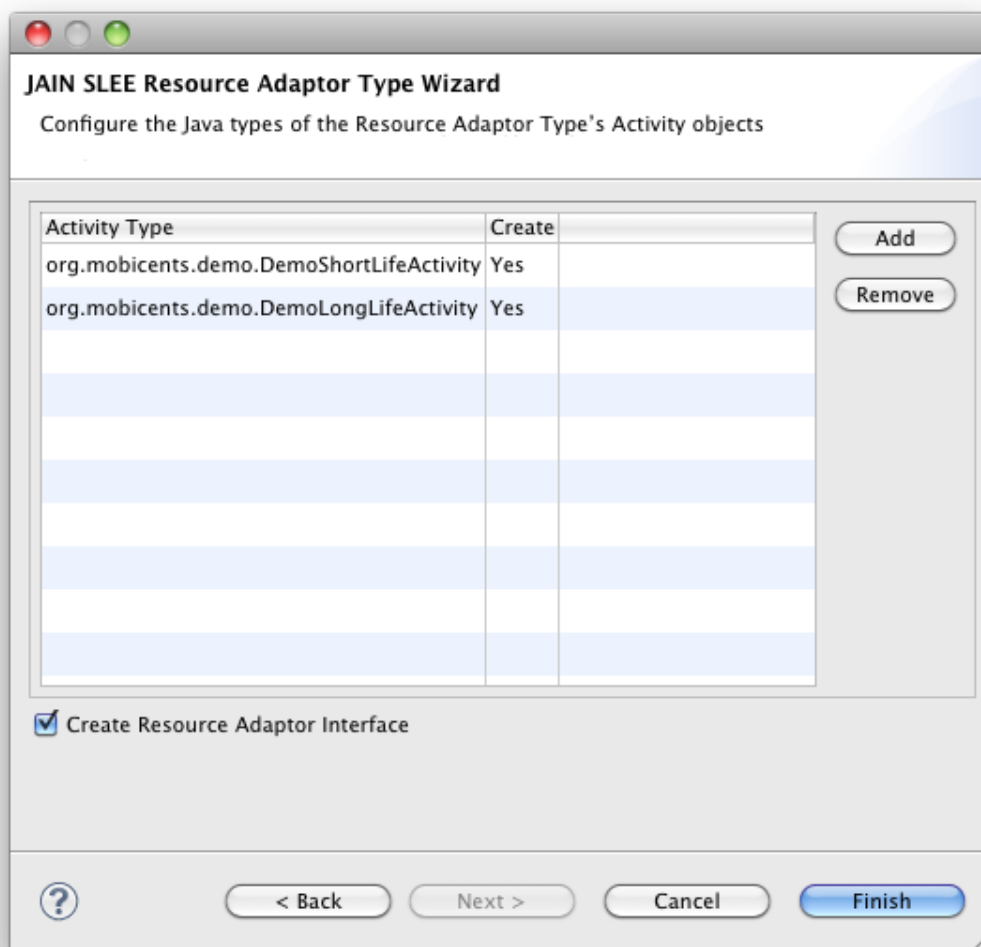 JAIN SLEE Resource Adaptor Type Wizard
Configure the Java types of the Resource Adaptor Type's Activity objects
Activity Type Create
Add
org.mobicents.demo.DemoShortLifeActivity Yes
Remove
org.mobicents.demo.DemoLongLifeActivity Yes
Create Resource Adaptor Interface
? < Back Next > Cancel Finish